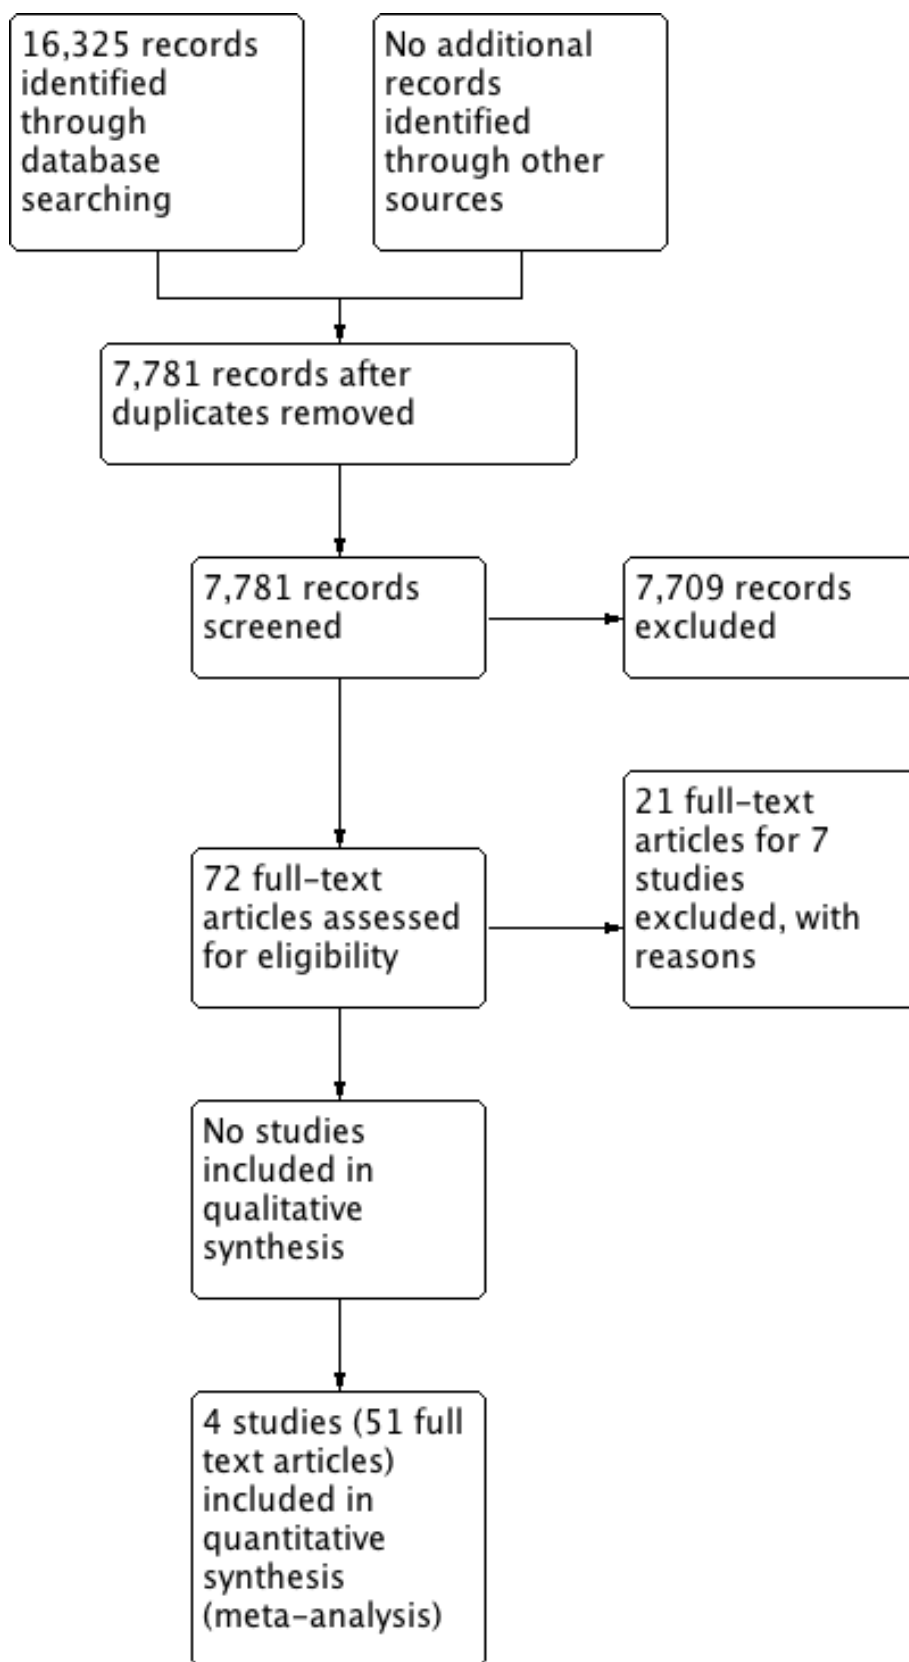 16,325 records
identified
through
database
searching
No additional
records
identified
through other
sources
7,781 records after
duplicates removed
7,781 records
screened
7,709 records
excluded
72 full-text
articles assessed
for eligibility
21 full-text
articles for 7
studies
excluded, with
reasons
No studies
included in
qualitative
synthesis
4 studies (51 full
text articles)
included in
quantitative
synthesis
(meta-analysis)